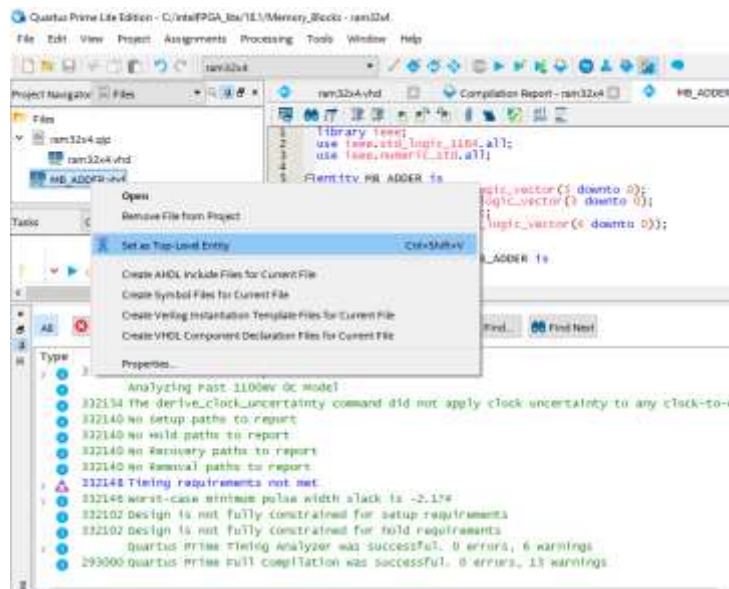 Quartus Prime Lite Edition - C:/intelFPGA_lite/18.1/Memory_Blocks - ram32x4
File Edit View Project Assignments Processing Tools Window Help
ram32x4
Project Navigator Files
ram32x4.vhd
Compilation Report - ram32x4
MB_ADDER
Files
ram32x4.qip
ram32x4.vhd
MB_ADDER.vhd
1 library ieee;
2 use ieee.std_logic_1164.all;
3 use ieee.numeric_std.all;
5 entity MB_ADDER is
logic_vector(3 downto 0);
logic_vector(6 downto 0));
_ADDER is
Tasks
Open
Remove File from Project
Set as Top-Level Entity Ctrl+Shift+V
Create AHDL Include Files for Current File
Create Symbol Files for Current File
Create Verilog Instantiation Template Files for Current File
Create VHDL Component Declaration Files for Current File
Properties...
All
Find... Find Next
Type
Analyzing Fast 1100mV 0C Model
332154 The derive_clock_uncertainty command did not apply clock uncertainty to any clock-to-
332140 No Setup paths to report
332140 No Hold paths to report
332140 No Recovery paths to report
332140 No Removal paths to report
332148 Timing requirements not met
332146 Worst-case minimum pulse width slack is -2.174
332102 Design is not fully constrained for setup requirements
332102 Design is not fully constrained for hold requirements
Quartus Prime Timing Analyzer was successful. 0 errors, 6 warnings
293000 Quartus Prime Full Compilation was successful. 0 errors, 13 warnings